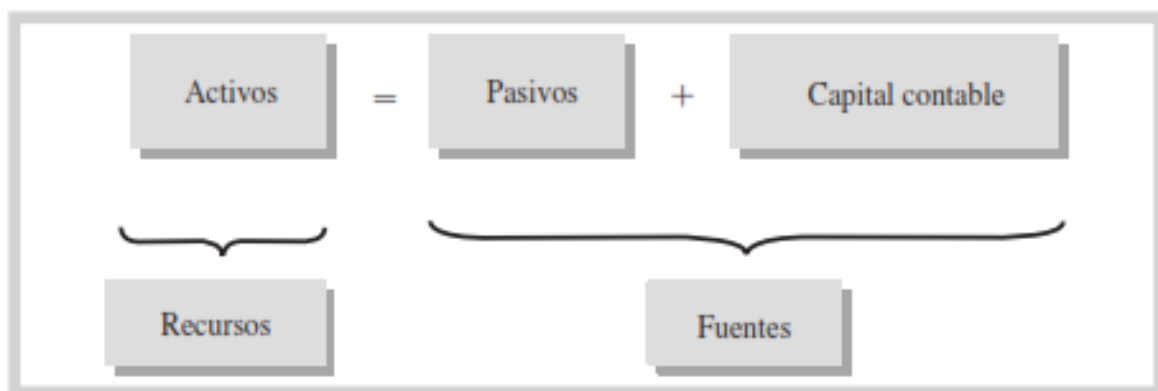 Activos = Pasivos + Capital contable
Recursos Fuentes